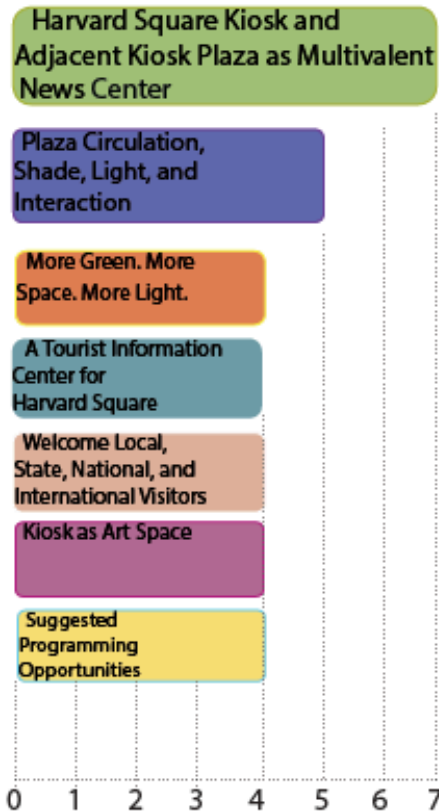 Harvard Square Kiosk and
Adjacent Kiosk Plaza as Multivalent
News Center
Plaza Circulation,
Shade, Light, and
Interaction
More Green. More
Space. More Light.
A Tourist Information
Center for
Harvard Square
Welcome Local,
State, National, and
International Visitors
Kiosk as Art Space
Suggested
Programming
Opportunities
0 1 2 3 4 5 6 7